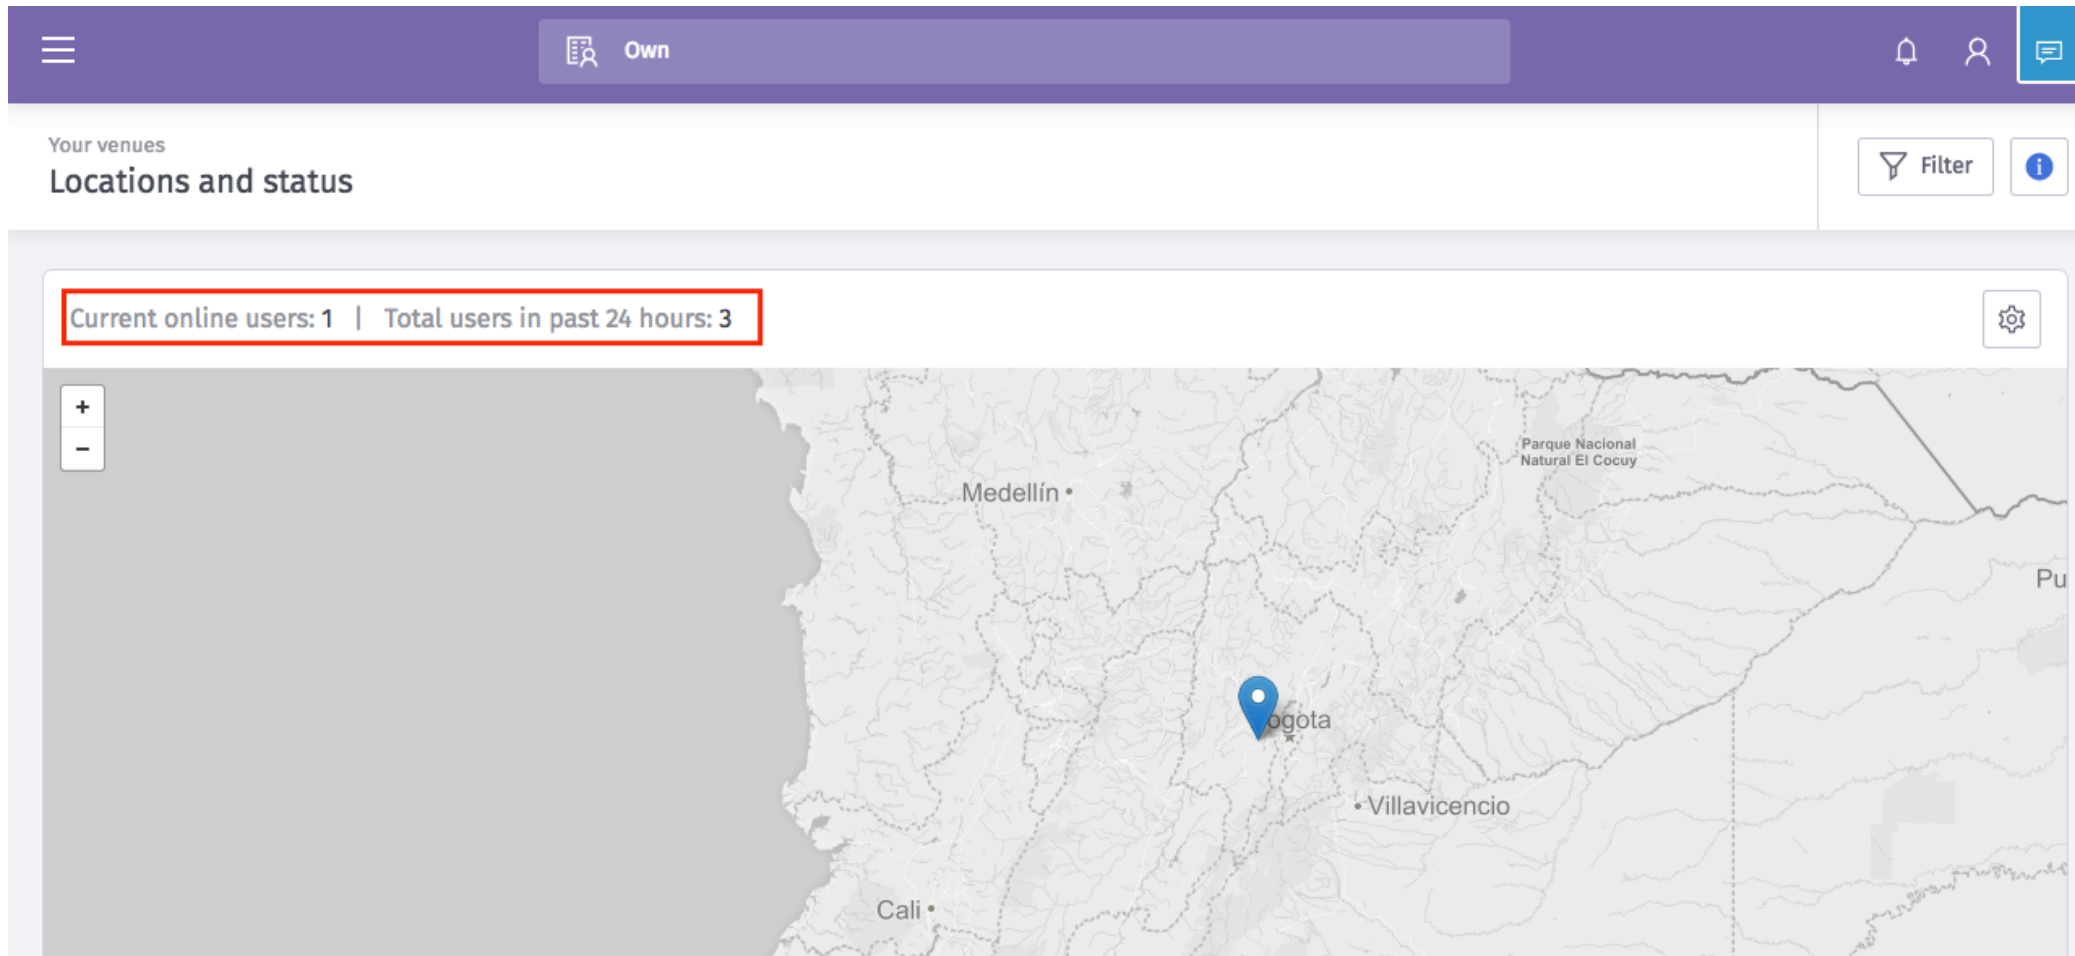 Own
Your venues
Locations and status
Filter
Current online users: 1 | Total users in past 24 hours: 3
+
−
Parque Nacional
Natural El Cocuy
Medellín
Pu
ogota
Villavicencio
Cali